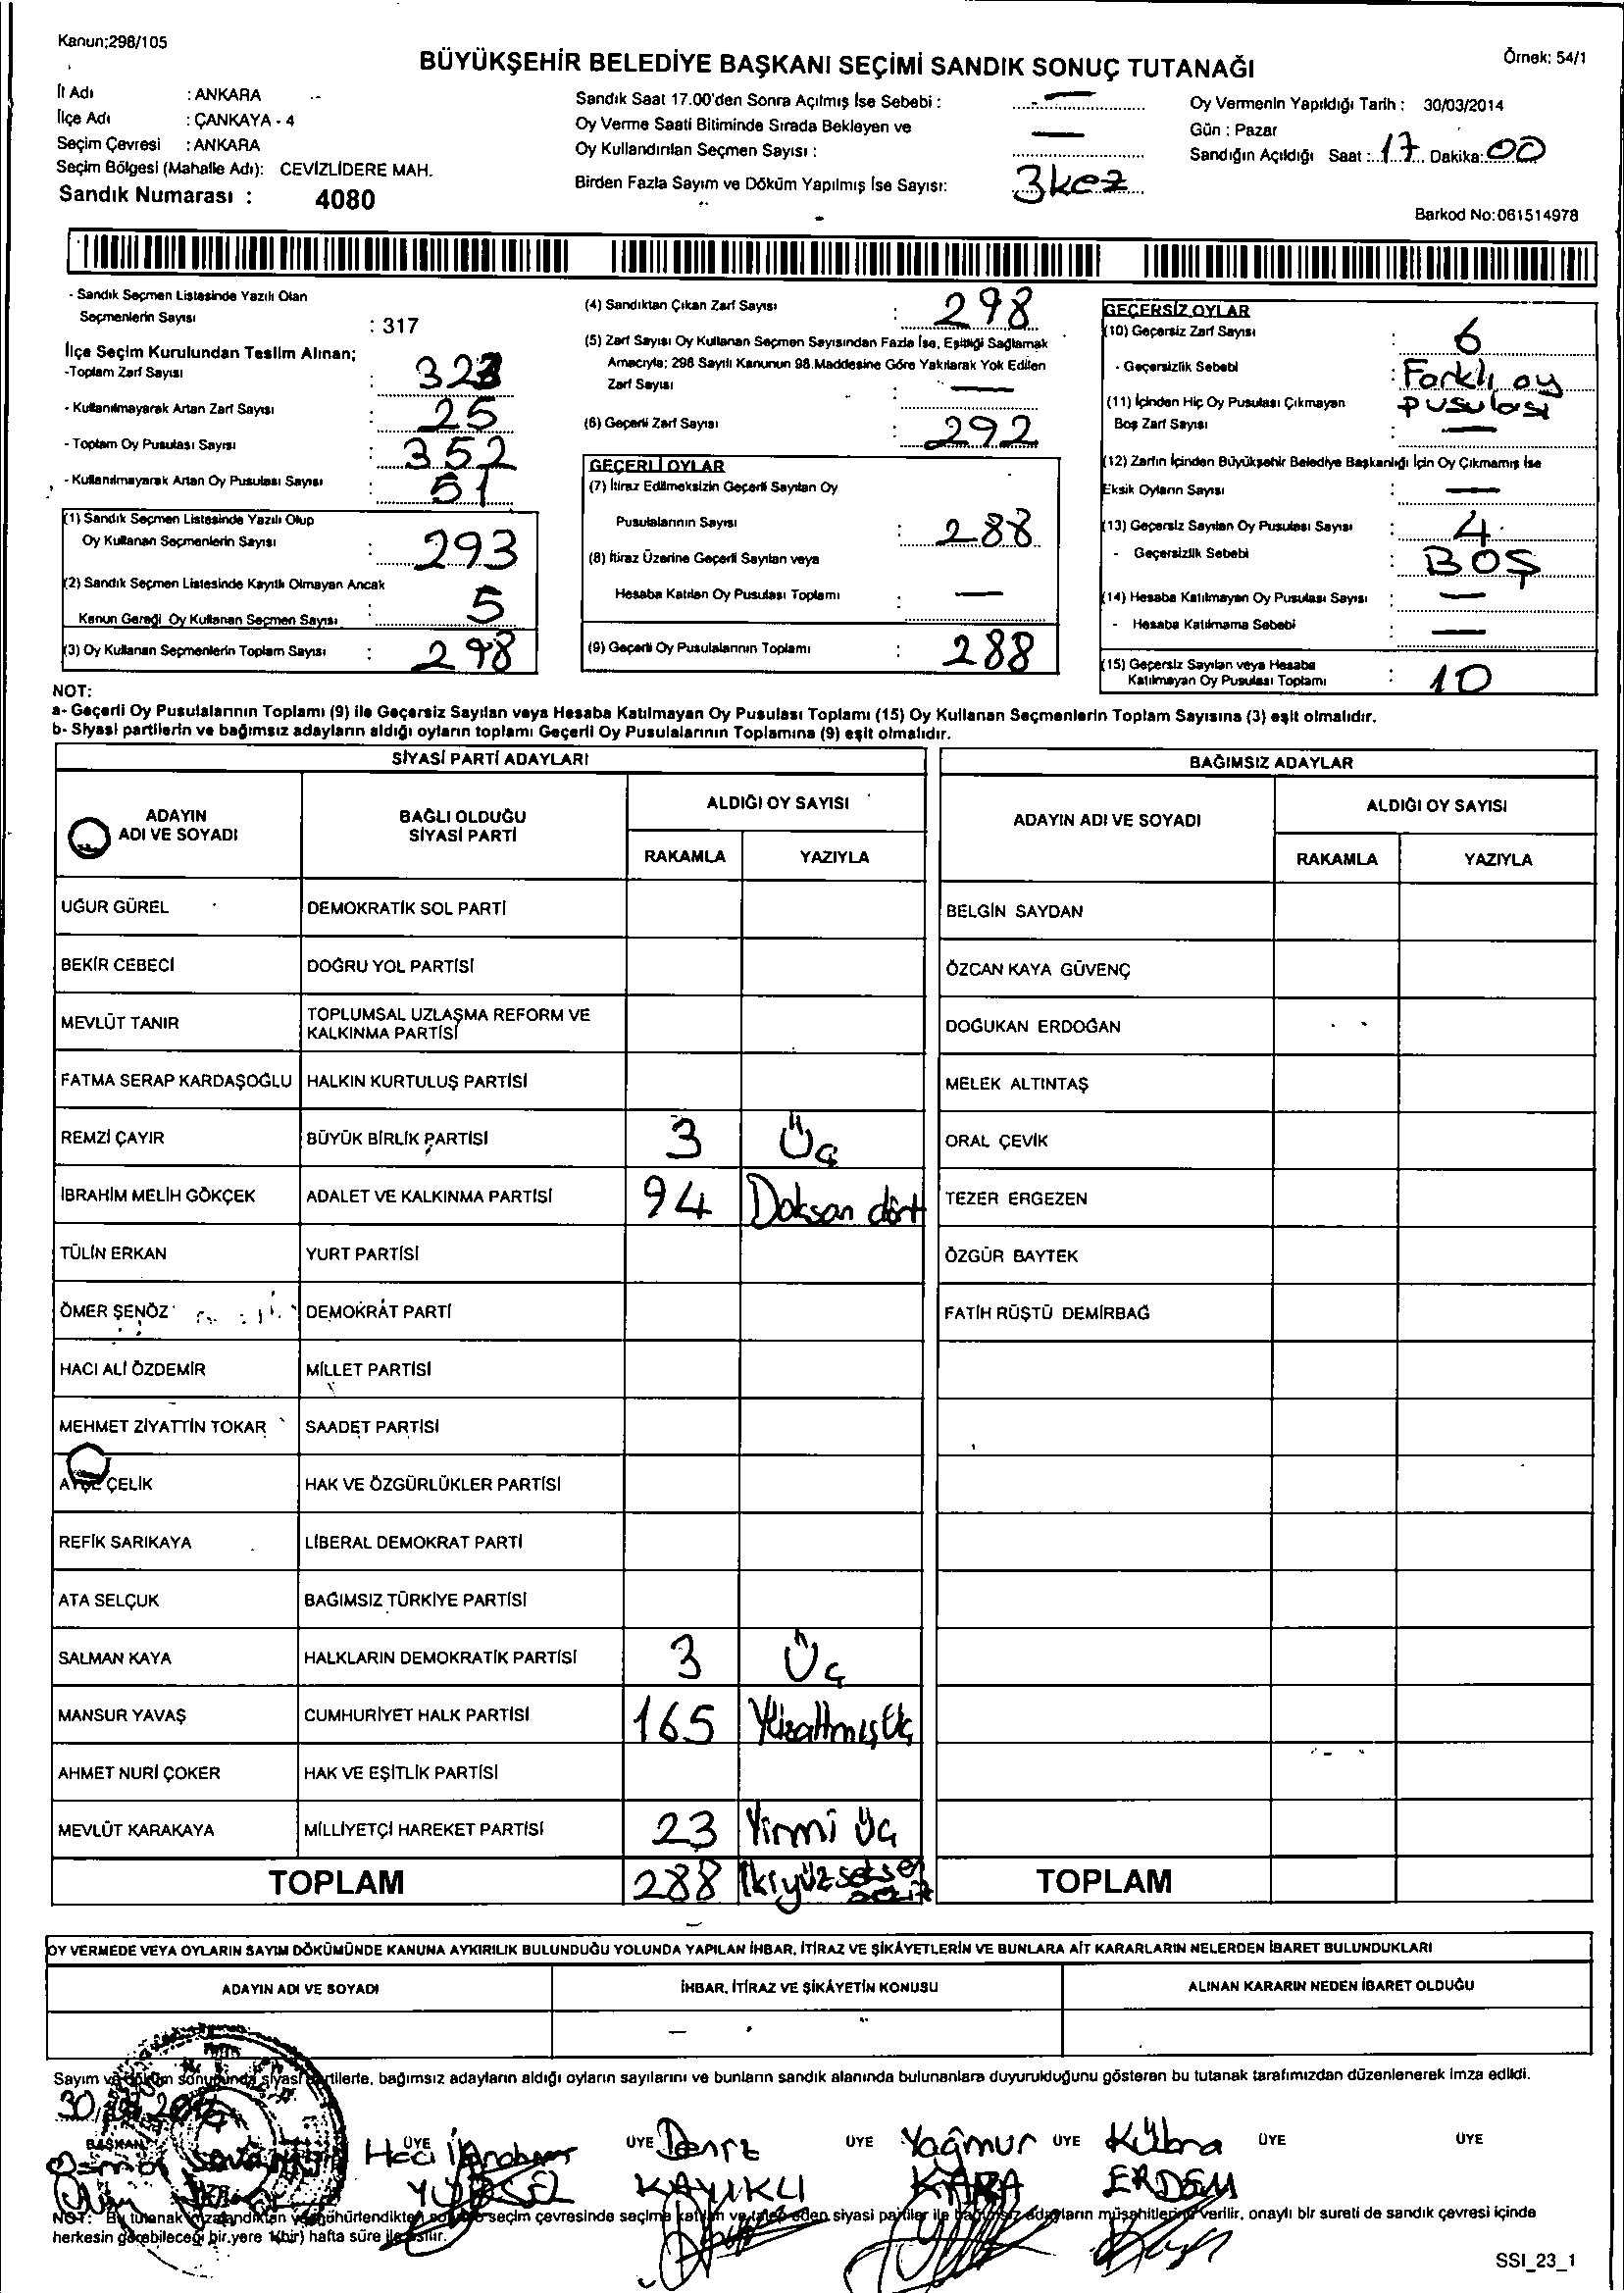 Kanun;298/105
BÜYÜKŞEHİR BELEDİYE BAŞKANI SEÇİMİ SANDIK SONUÇ TUTANAĞI
Örnek: 54/1
İl Adı : ANKARA
İlçe Adı : ÇANKAYA - 4
Seçim Çevresi : ANKARA
Seçim Bölgesi (Mahalle Adı): CEVİZLİDERE MAH.
Sandık Numarası : 4080
Sandık Saat 17.00'den Sonra Açılmış İse Sebebi : —
Oy Verme Saati Bitiminde Sırada Bekleyen ve
Oy Kullandırılan Seçmen Sayısı : —
Birden Fazla Sayım ve Döküm Yapılmış İse Sayısı: 3 kez
Oy Vermenin Yapıldığı Tarih : 30/03/2014
Gün : Pazar
Sandığın Açıldığı Saat : 17 Dakika: 00
Barkod No:061514978
- Sandık Seçmen Listesinde Yazılı Olan
Seçmenlerin Sayısı : 317
İlçe Seçim Kurulundan Teslim Alınan;
-Toplam Zarf Sayısı : 323
- Kullanılmayarak Artan Zarf Sayısı : 25
- Toplam Oy Pusulası Sayısı : 352
- Kullanılmayarak Artan Oy Pusulası Sayısı : 51
(1) Sandık Seçmen Listesinde Yazılı Olup
Oy Kullanan Seçmenlerin Sayısı : 293
(2) Sandık Seçmen Listesinde Kayıtlı Olmayan Ancak
Kanun Gereği Oy Kullanan Seçmen Sayısı : 5
(3) Oy Kullanan Seçmenlerin Toplam Sayısı : 298
(4) Sandıktan Çıkan Zarf Sayısı : 298
(5) Zarf Sayısı Oy Kullanan Seçmen Sayısından Fazla İse, Eşitliği Sağlamak
Amacıyla; 298 Sayılı Kanunun 98.Maddesine Göre Yakılarak Yok Edilen
Zarf Sayısı : —
(6) Geçerli Zarf Sayısı : 292
GEÇERLİ OYLAR
(7) İtiraz Edilmeksizin Geçerli Sayılan Oy
Pusulalarının Sayısı : 288
(8) İtiraz Üzerine Geçerli Sayılan veya
Hesaba Katılan Oy Pusulası Toplamı : —
(9) Geçerli Oy Pusulalarının Toplamı : 288
GEÇERSİZ OYLAR
(10) Geçersiz Zarf Sayısı : 6
- Geçersizlik Sebebi : Farklı oy
pusulası
(11) İçinden Hiç Oy Pusulası Çıkmayan
Boş Zarf Sayısı : —
(12) Zarfın İçinden Büyükşehir Belediye Başkanlığı İçin Oy Çıkmamış İse
Eksik Oyların Sayısı : —
(13) Geçersiz Sayılan Oy Pusulası Sayısı : 4
- Geçersizlik Sebebi : BOŞ
(14) Hesaba Katılmayan Oy Pusulası Sayısı : —
- Hesaba Katılmama Sebebi : —
(15) Geçersiz Sayılan veya Hesaba
Katılmayan Oy Pusulası Toplamı : 10
NOT:
a- Geçerli Oy Pusulalarının Toplamı (9) ile Geçersiz Sayılan veya Hesaba Katılmayan Oy Pusulası Toplamı (15) Oy Kullanan Seçmenlerin Toplam Sayısına (3) eşit olmalıdır.
b- Siyasi partilerin ve bağımsız adayların aldığı oyların toplamı Geçerli Oy Pusulalarının Toplamına (9) eşit olmalıdır.
SİYASİ PARTİ ADAYLARI
ADAYIN ADI VE SOYADI
BAĞLI OLDUĞU SİYASİ PARTİ
ALDIĞI OY SAYISI
RAKAMLA YAZIYLA
UĞUR GÜREL DEMOKRATİK SOL PARTİ
BEKİR CEBECİ DOĞRU YOL PARTİSİ
MEVLÜT TANIR TOPLUMSAL UZLAŞMA REFORM VE
KALKINMA PARTİSİ
FATMA SERAP KARDAŞOĞLU HALKIN KURTULUŞ PARTİSİ
REMZİ ÇAYIR BÜYÜK BİRLİK PARTİSİ 3 Üç
İBRAHİM MELİH GÖKÇEK ADALET VE KALKINMA PARTİSİ 94 Doksan dört
TÜLİN ERKAN YURT PARTİSİ
ÖMER ŞENÖZ DEMOKRAT PARTİ
HACI ALİ ÖZDEMİR MİLLET PARTİSİ
MEHMET ZİYATTİN TOKAR SAADET PARTİSİ
AYŞE ÇELİK HAK VE ÖZGÜRLÜKLER PARTİSİ
REFİK SARIKAYA LİBERAL DEMOKRAT PARTİ
ATA SELÇUK BAĞIMSIZ TÜRKİYE PARTİSİ
SALMAN KAYA HALKLARIN DEMOKRATİK PARTİSİ 3 Üç
MANSUR YAVAŞ CUMHURİYET HALK PARTİSİ 165 Yüzaltmış Üç
AHMET NURİ ÇOKER HAK VE EŞİTLİK PARTİSİ
MEVLÜT KARAKAYA MİLLİYETÇİ HAREKET PARTİSİ 23 Yirmi Üç
TOPLAM 288 İkiyüz seksen
sekiz
BAĞIMSIZ ADAYLAR
ADAYIN ADI VE SOYADI
ALDIĞI OY SAYISI
RAKAMLA YAZIYLA
BELGİN SAYDAN
ÖZCAN KAYA GÜVENÇ
DOĞUKAN ERDOĞAN
MELEK ALTINTAŞ
ORAL ÇEVİK
TEZER ERGEZEN
ÖZGÜR BAYTEK
FATİH RÜŞTÜ DEMİRBAĞ
TOPLAM
OY VERMEDE VEYA OYLARIN SAYIM DÖKÜMÜNDE KANUNA AYKIRILIK BULUNDUĞU YOLUNDA YAPILAN İHBAR, İTİRAZ VE ŞİKÂYETLERİN VE BUNLARA AİT KARARLARIN NELERDEN İBARET BULUNDUKLARI
ADAYIN ADI VE SOYADI İHBAR, İTİRAZ VE ŞİKÂYETİN KONUSU ALINAN KARARIN NEDEN İBARET OLDUĞU
Sayım ve döküm sonucunda siyasi partilerle, bağımsız adayların aldığı oyların sayılarını ve bunların sandık alanında bulunanlara duyurulduğunu gösteren bu tutanak tarafımızdan düzenlenerek imza edildi.
BAŞKAN ÜYE ÜYE ÜYE ÜYE ÜYE ÜYE
Hacı İbrahim YÜKSEL
Deniz KAYIKLI
Yağmur KARA
Kübra ERDEM
NOT: Bu tutanak imzalandıktan ve mühürlendikten sonra seçim çevresinde seçime katılan ve talep eden siyasi partiler ile bağımsız adayların müşahitlerine verilir, onaylı bir sureti de sandık çevresi içinde
herkesin görebileceği bir yere 1(bir) hafta süre ile asılır.
SSI_23_1